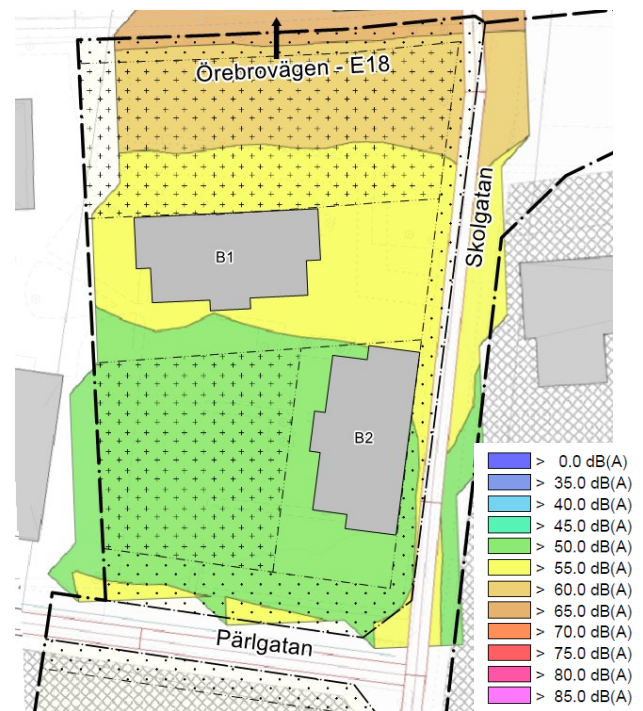 Örebrovägen - E18
Skolgatan
B1
B2
Pärlgatan
> 0.0 dB(A)
> 35.0 dB(A)
> 40.0 dB(A)
> 45.0 dB(A)
> 50.0 dB(A)
> 55.0 dB(A)
> 60.0 dB(A)
> 65.0 dB(A)
> 70.0 dB(A)
> 75.0 dB(A)
> 80.0 dB(A)
> 85.0 dB(A)